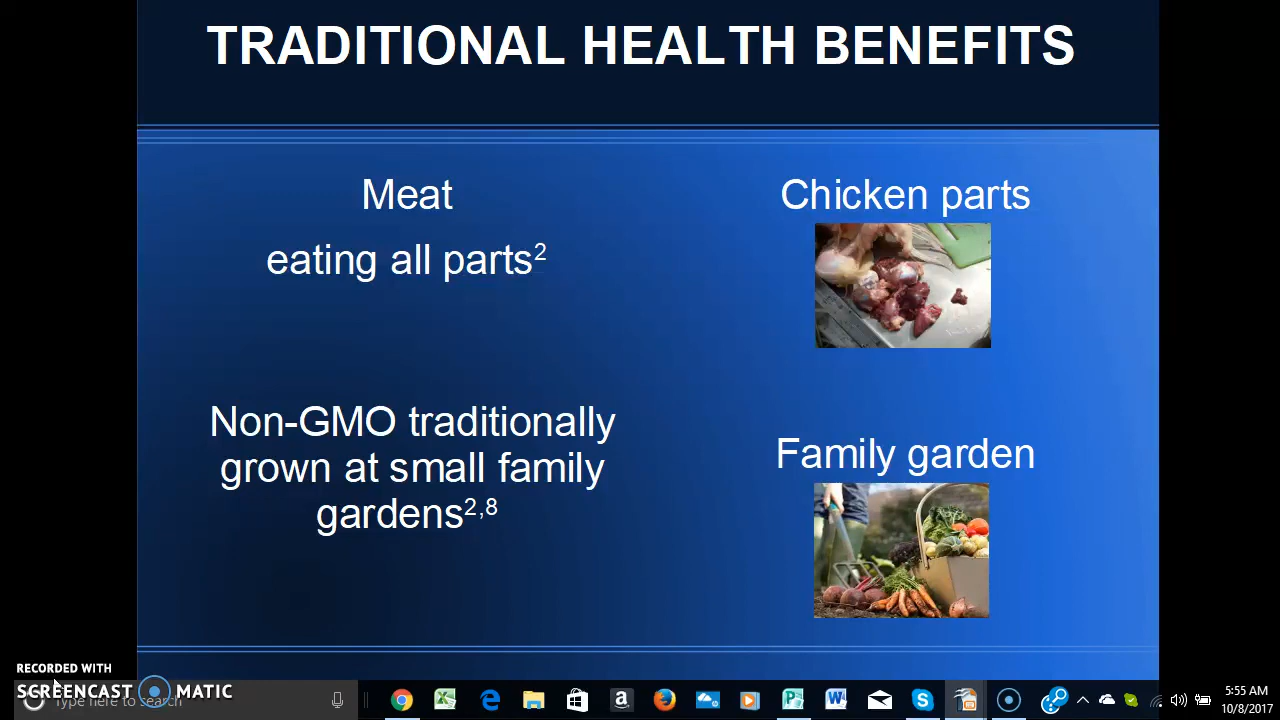 TRADITIONAL HEALTH BENEFITS
Meat
eating all parts2
Chicken parts
Non-GMO traditionally
grown at small family
gardens2,8
Family garden
RECORDED WITH
SCREENCAST MATIC
Type here to search
5:55 AM
10/8/2017